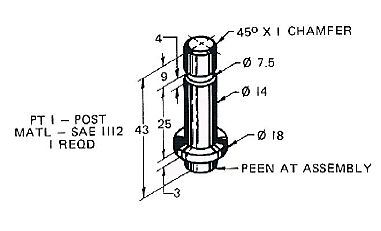 4
45° X 1 CHAMFER
9
Ø 7.5
43
Ø 14
25
PT 1 – POST
MATL – SAE 1112
1 REQD
Ø 18
3
PEEN AT ASSEMBLY